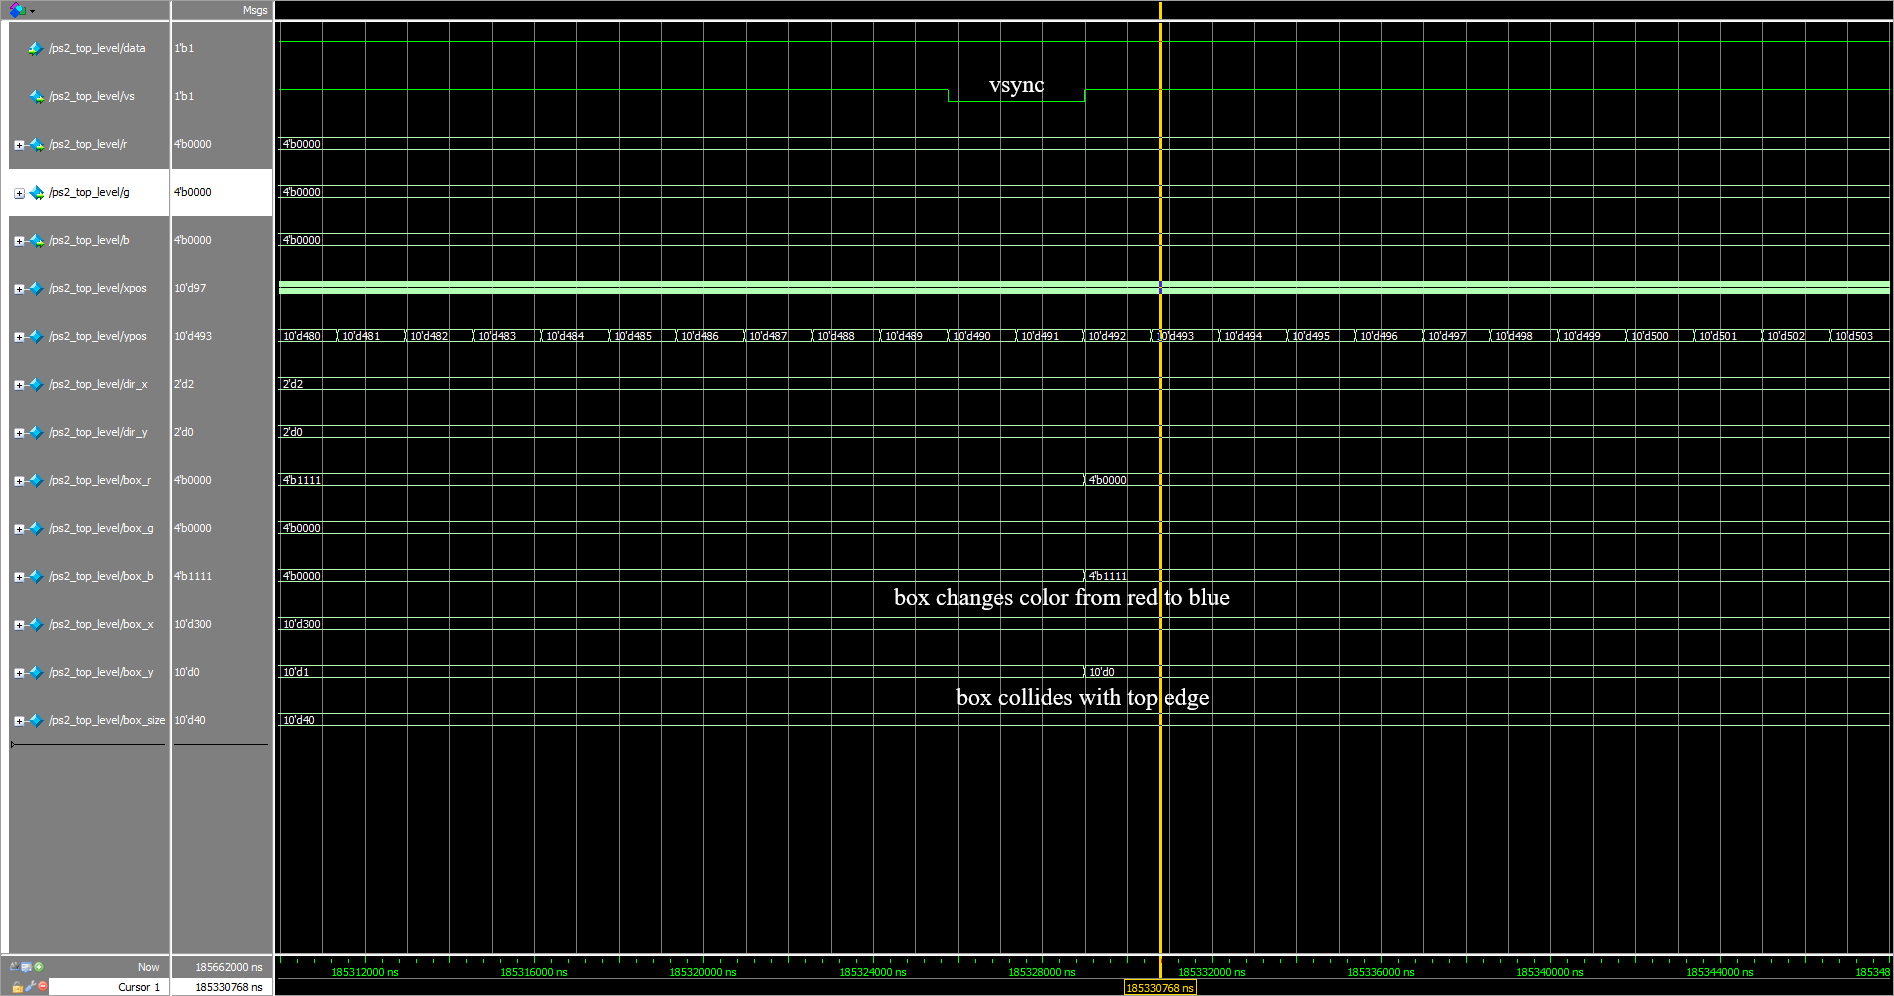 Msgs
/ps2_top_level/data 1'b1
vsync
/ps2_top_level/vs 1'b1
/ps2_top_level/r 4'b0000 4'b0000
/ps2_top_level/g 4'b0000 4'b0000
/ps2_top_level/b 4'b0000 4'b0000
/ps2_top_level/xpos 10'd97
/ps2_top_level/ypos 10'd493 10'd480 10'd481 10'd482 10'd483 10'd484 10'd485 10'd486 10'd487 10'd488 10'd489 10'd490 10'd491 10'd492 10'd493 10'd494 10'd495 10'd496 10'd497 10'd498 10'd499 10'd500 10'd501 10'd502 10'd503
/ps2_top_level/dir_x 2'd2 2'd2
/ps2_top_level/dir_y 2'd0 2'd0
/ps2_top_level/box_r 4'b0000 4'b1111 4'b0000
/ps2_top_level/box_g 4'b0000 4'b0000
/ps2_top_level/box_b 4'b1111 4'b0000 4'b1111
box changes color from red to blue
/ps2_top_level/box_x 10'd300 10'd300
/ps2_top_level/box_y 10'd0 10'd1 10'd0
box collides with top edge
/ps2_top_level/box_size 10'd40 10'd40
Now 185662000 ns 185312000 ns 185316000 ns 185320000 ns 185324000 ns 185328000 ns 185332000 ns 185336000 ns 185340000 ns 185344000 ns 185348
Cursor 1 185330768 ns 185330768 ns